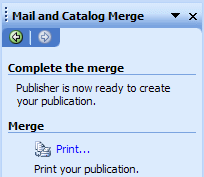 Mail and Catalog Merge
Complete the merge
Publisher is now ready to create
your publication.
Merge
Print...
Print your publication.